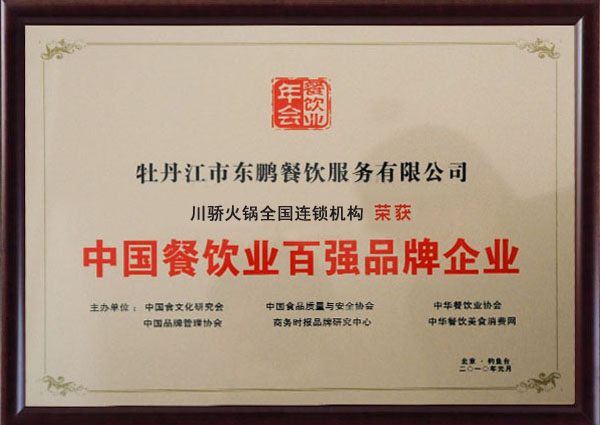 餐饮业年会
牡丹江市东鹏餐饮服务有限公司
川骄火锅全国连锁机构 荣获
中国餐饮业百强品牌企业
主办单位： 中国食文化研究会 中国食品质量与安全协会 中华餐饮业协会
中国品牌管理协会 商务时报品牌研究中心 中华餐饮美食消费网
北京·钓鱼台
二〇一〇年元月